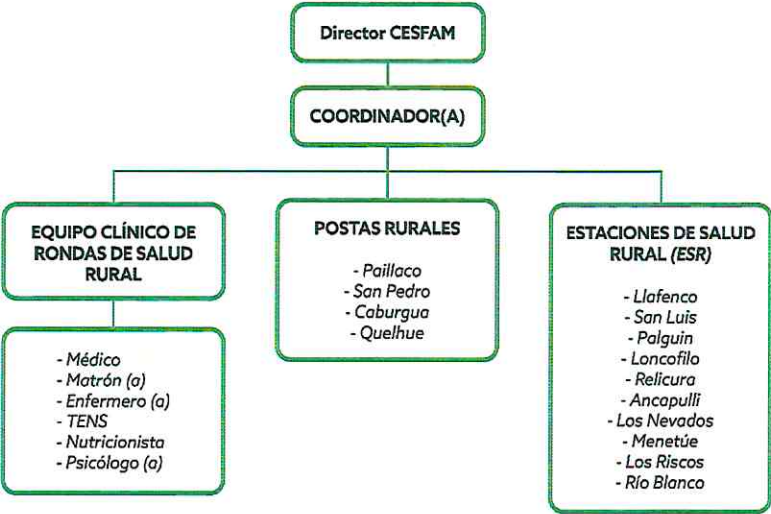 Director CESFAM
COORDINADOR(A)
EQUIPO CLÍNICO DE
RONDAS DE SALUD
RURAL
- Médico
- Matrón (a)
- Enfermero (a)
- TENS
- Nutricionista
- Psicólogo (a)
POSTAS RURALES
- Paillaco
- San Pedro
- Caburgua
- Quelhue
ESTACIONES DE SALUD
RURAL (ESR)
- Llafenco
- San Luis
- Palguin
- Loncofilo
- Relicura
- Ancapulli
- Los Nevados
- Menetúe
- Los Riscos
- Río Blanco